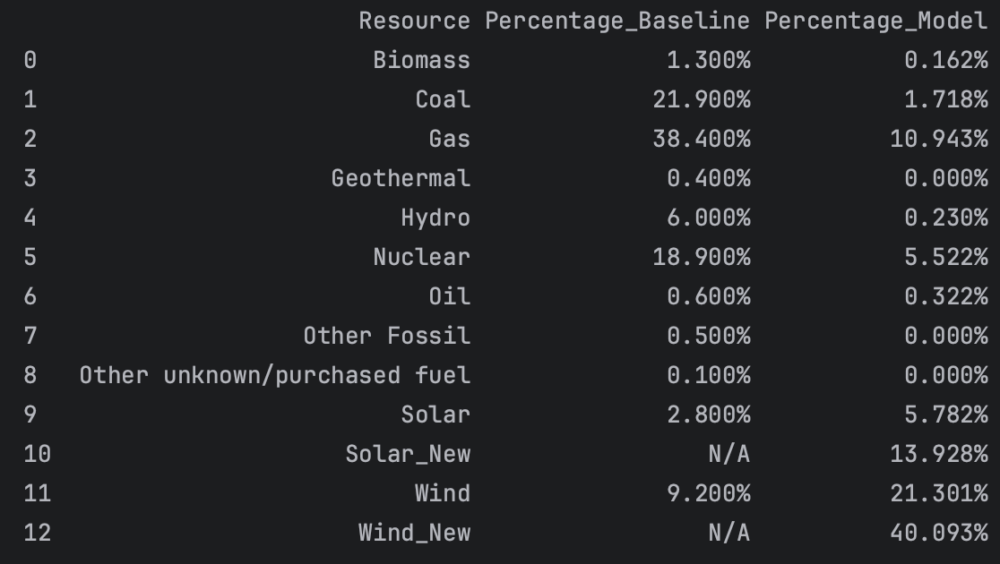 Resource Percentage_Baseline Percentage_Model
0 Biomass 1.300% 0.162%
1 Coal 21.900% 1.718%
2 Gas 38.400% 10.943%
3 Geothermal 0.400% 0.000%
4 Hydro 6.000% 0.230%
5 Nuclear 18.900% 5.522%
6 Oil 0.600% 0.322%
7 Other Fossil 0.500% 0.000%
8 Other unknown/purchased fuel 0.100% 0.000%
9 Solar 2.800% 5.782%
10 Solar_New N/A 13.928%
11 Wind 9.200% 21.301%
12 Wind_New N/A 40.093%